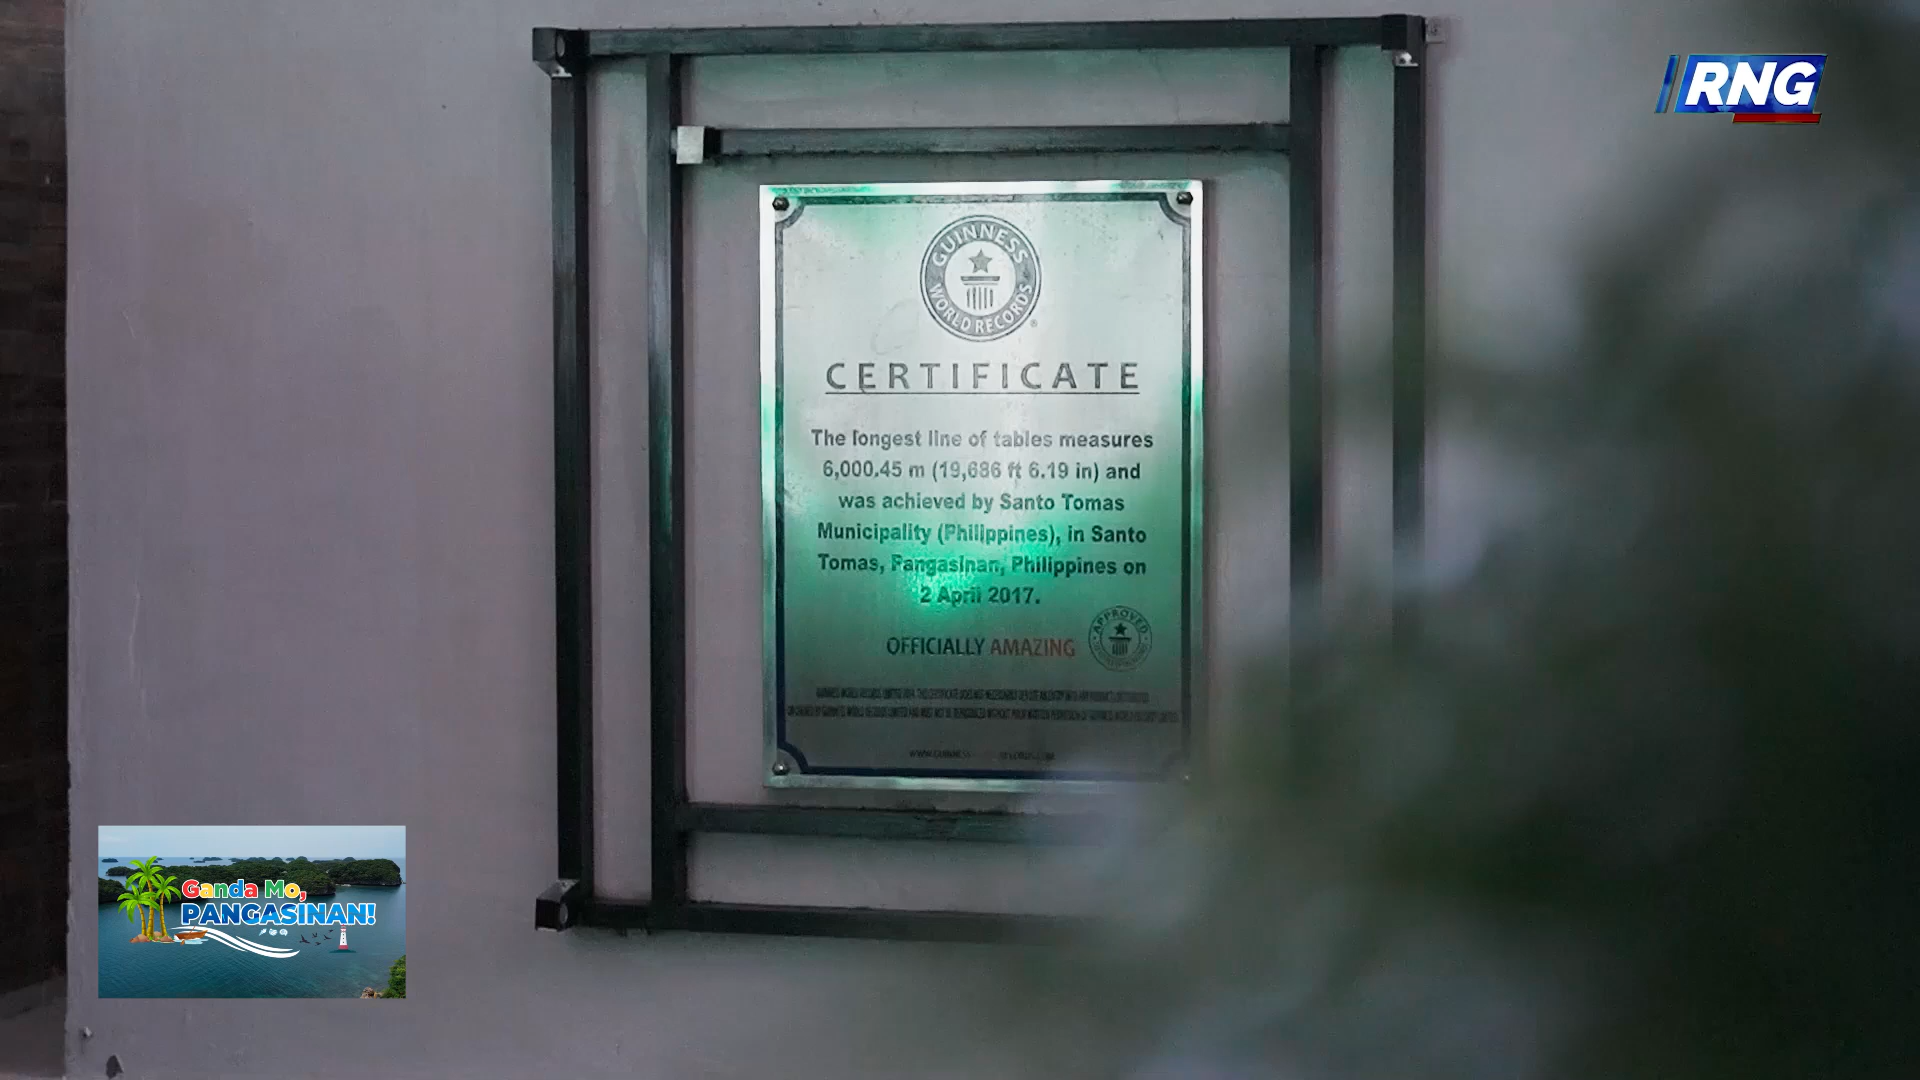 RNG
GUINNESS
WORLD RECORDS
®
CERTIFICATE
The longest line of tables measures
6,000.45 m (19,686 ft 6.19 in) and
was achieved by Santo Tomas
Municipality (Philippines), in Santo
Tomas, Pangasinan, Philippines on
2 April 2017.
APPROVED
OFFICIALLY AMAZING
Ganda Mo,
PANGASINAN!